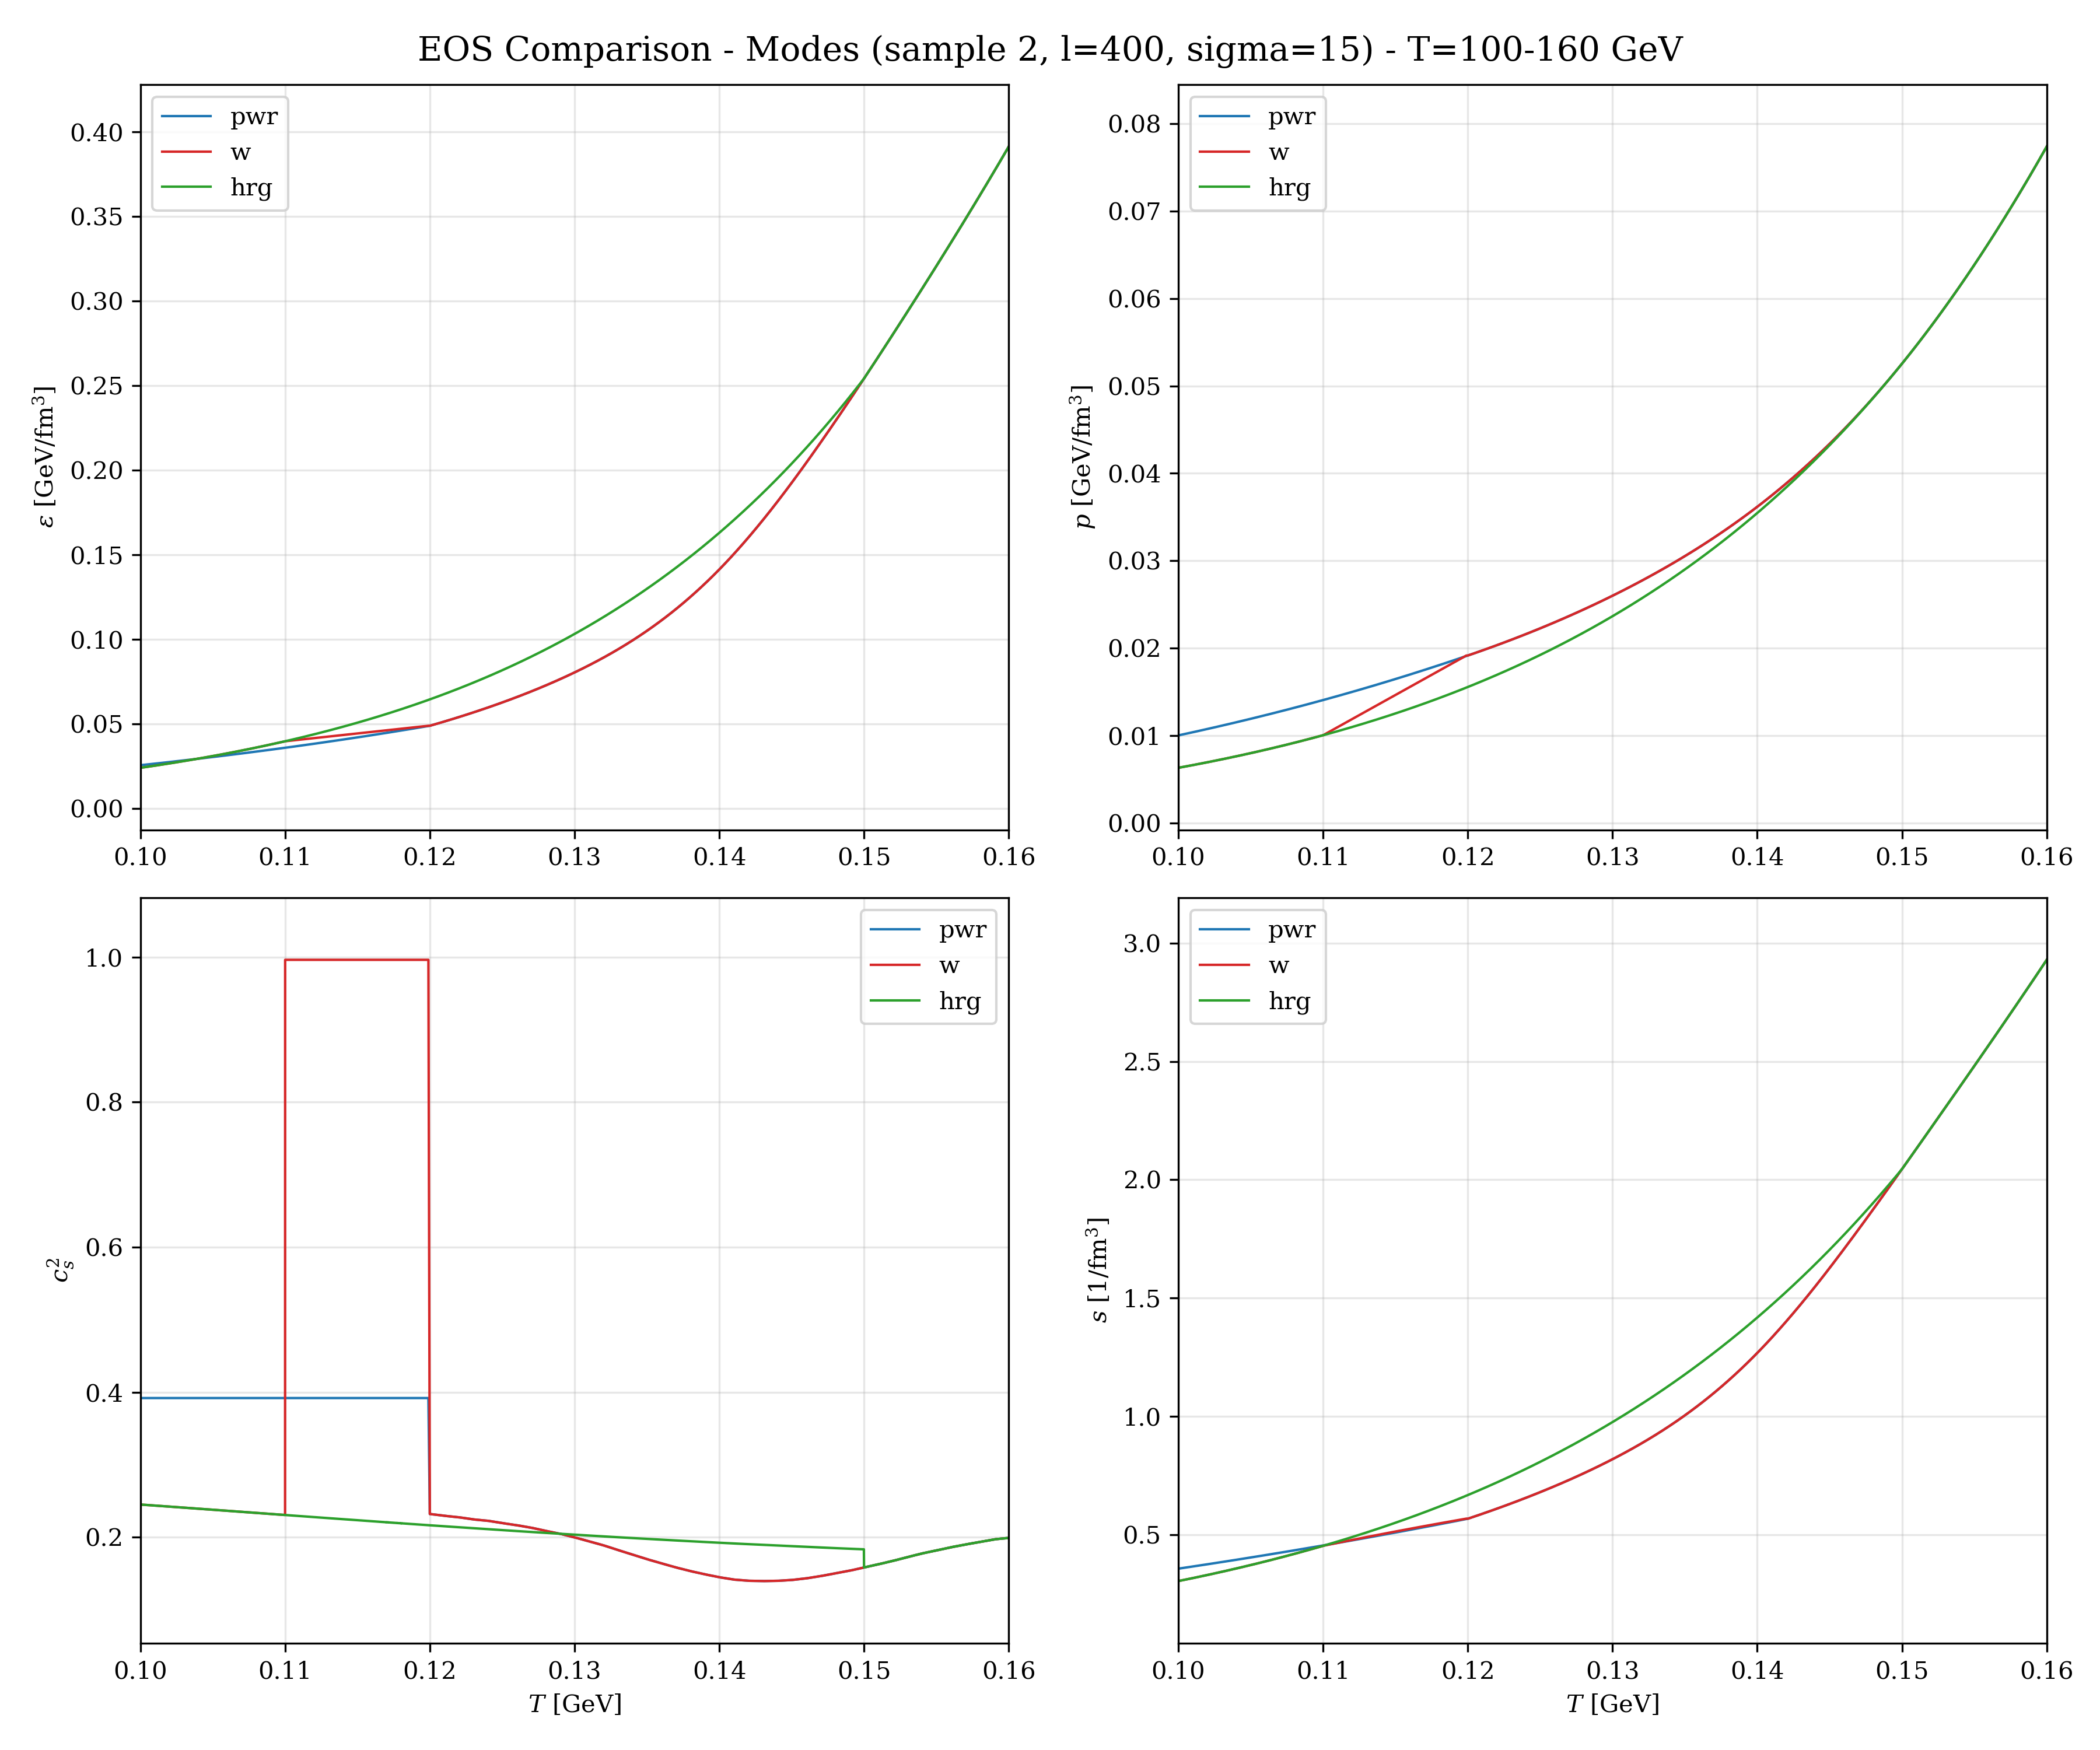 EOS Comparison - Modes (sample 2, l=400, sigma=15) - T=100-160 GeV
pwr
w
hrg
ε [GeV/fm³]
0.40
0.35
0.30
0.25
0.20
0.15
0.10
0.05
0.00
0.10 0.11 0.12 0.13 0.14 0.15 0.16
pwr
w
hrg
p [GeV/fm³]
0.08
0.07
0.06
0.05
0.04
0.03
0.02
0.01
0.00
0.10 0.11 0.12 0.13 0.14 0.15 0.16
pwr
w
hrg
c_s^2
1.0
0.8
0.6
0.4
0.2
0.10 0.11 0.12 0.13 0.14 0.15 0.16
T [GeV]
pwr
w
hrg
s [1/fm³]
3.0
2.5
2.0
1.5
1.0
0.5
0.10 0.11 0.12 0.13 0.14 0.15 0.16
T [GeV]